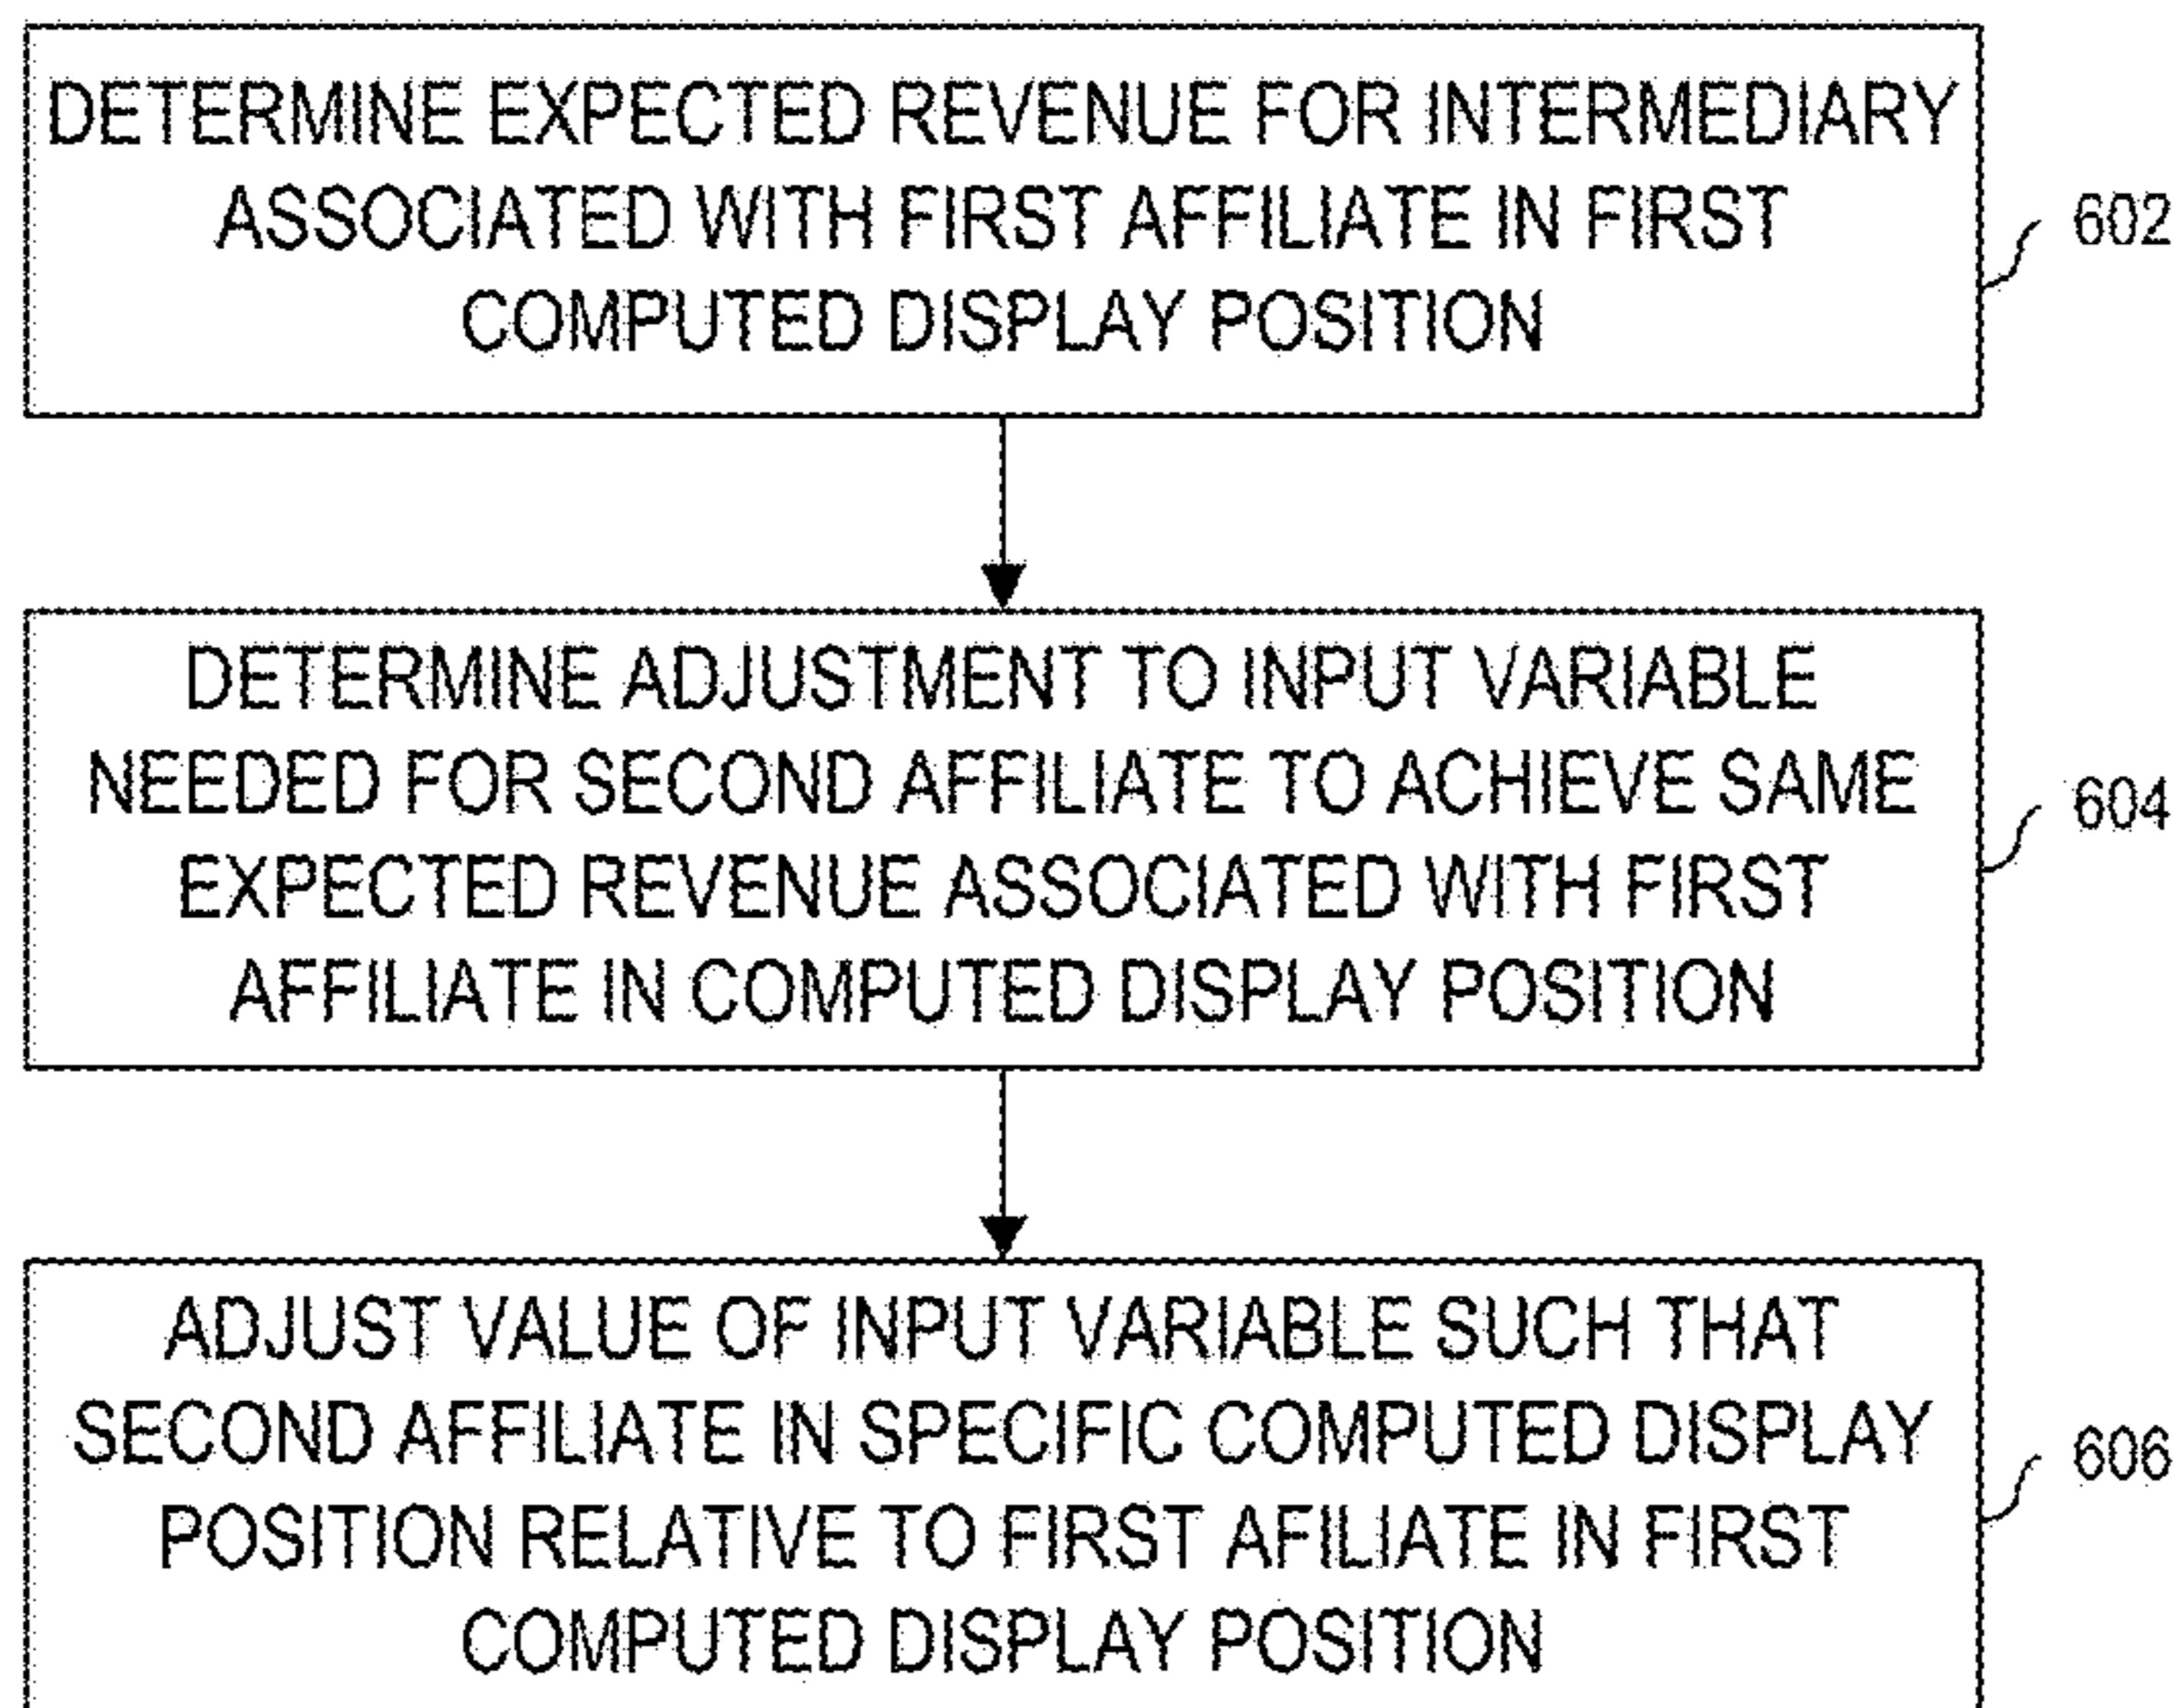 DETERMINE EXPECTED REVENUE FOR INTERMEDIARY
ASSOCIATED WITH FIRST AFFILIATE IN FIRST
COMPUTED DISPLAY POSITION
602
DETERMINE ADJUSTMENT TO INPUT VARIABLE
NEEDED FOR SECOND AFFILIATE TO ACHIEVE SAME
EXPECTED REVENUE ASSOCIATED WITH FIRST
AFFILIATE IN COMPUTED DISPLAY POSITION
604
ADJUST VALUE OF INPUT VARIABLE SUCH THAT
SECOND AFFILIATE IN SPECIFIC COMPUTED DISPLAY
POSITION RELATIVE TO FIRST AFILIATE IN FIRST
COMPUTED DISPLAY POSITION
606